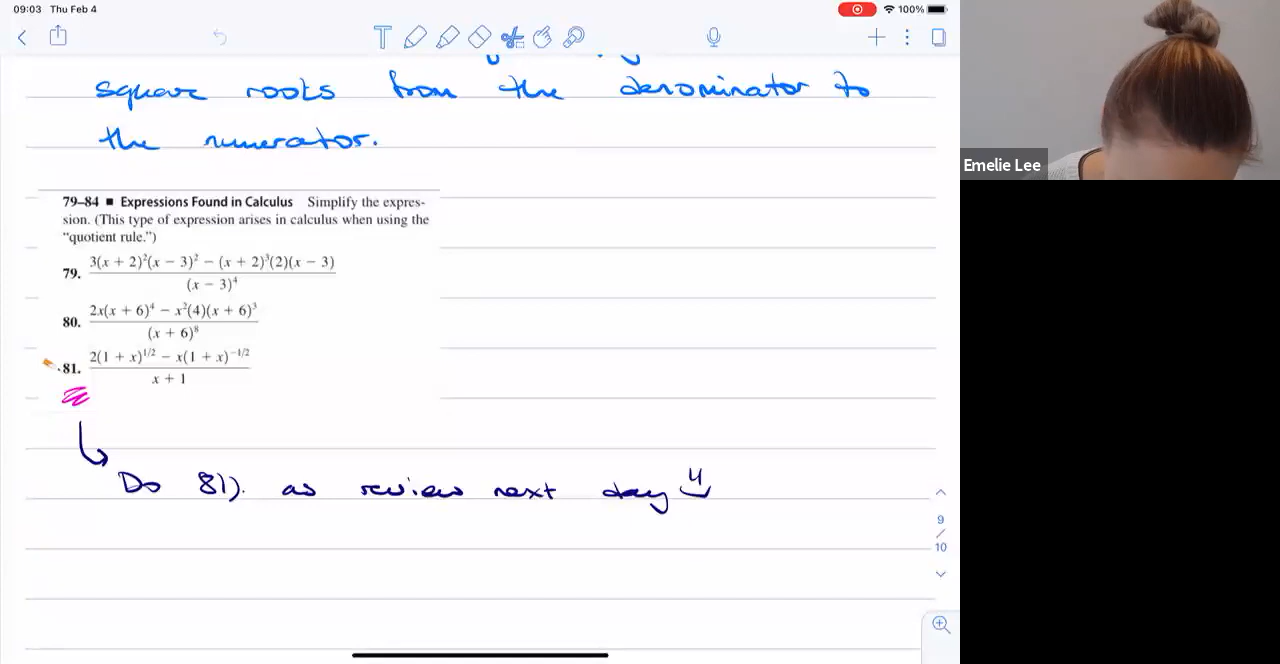 09:03 Thu Feb 4
100%
square roots from the denominator to
the numerator.
Emelie Lee
79–84 ■ Expressions Found in Calculus Simplify the expres-
sion. (This type of expression arises in calculus when using the
“quotient rule.”)
79. 3(x + 2)²(x − 3)² − (x + 2)³(2)(x − 3)
(x − 3)⁴
80. 2x(x + 6)⁴ − x²(4)(x + 6)³
(x + 6)⁸
81. 2(1 + x)^1/2 − x(1 + x)^−1/2
x + 1
Do 81). as review next day
9
/
10